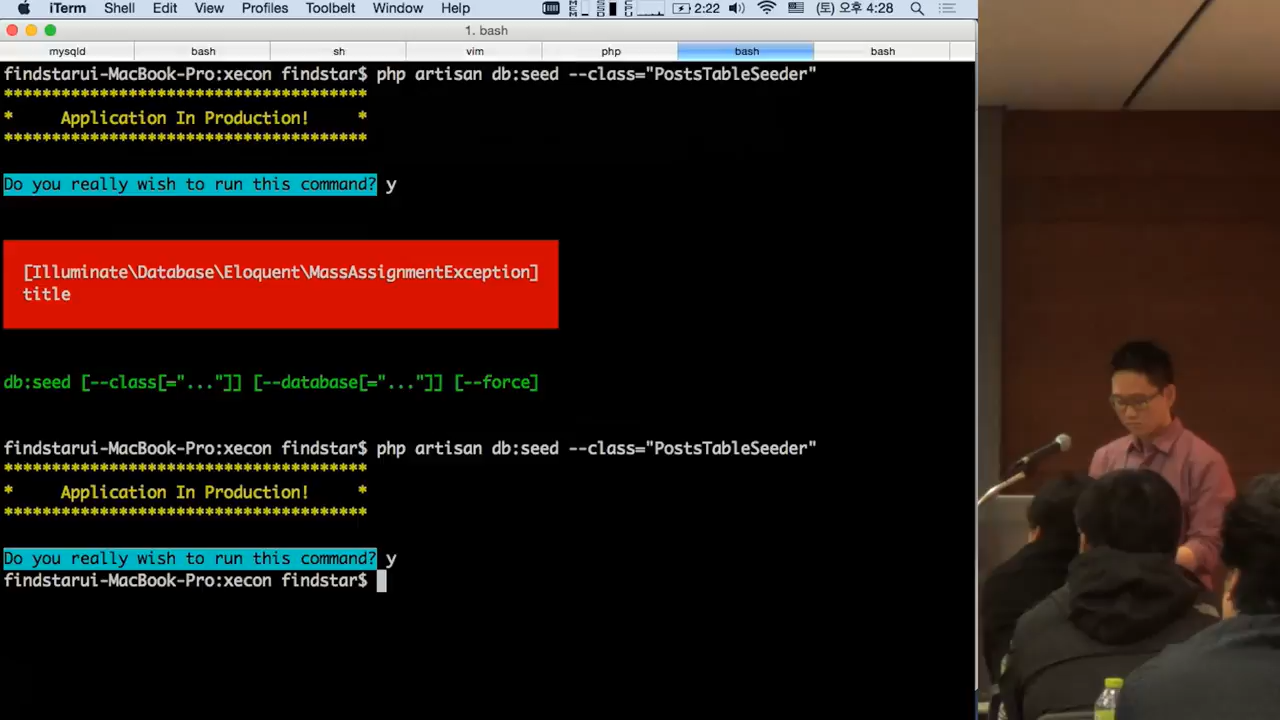 iTerm Shell Edit View Profiles Toolbelt Window Help 2:22 (토) 오후 4:28
1. bash
mysqld bash sh vim php bash bash
findstarui-MacBook-Pro:xecon findstar$ php artisan db:seed --class="PostsTableSeeder"
**************************************
*     Application In Production!     *
**************************************
Do you really wish to run this command? y
[Illuminate\Database\Eloquent\MassAssignmentException]
title
db:seed [--class[="..."]] [--database[="..."]] [--force]
findstarui-MacBook-Pro:xecon findstar$ php artisan db:seed --class="PostsTableSeeder"
**************************************
*     Application In Production!     *
**************************************
Do you really wish to run this command? y
findstarui-MacBook-Pro:xecon findstar$